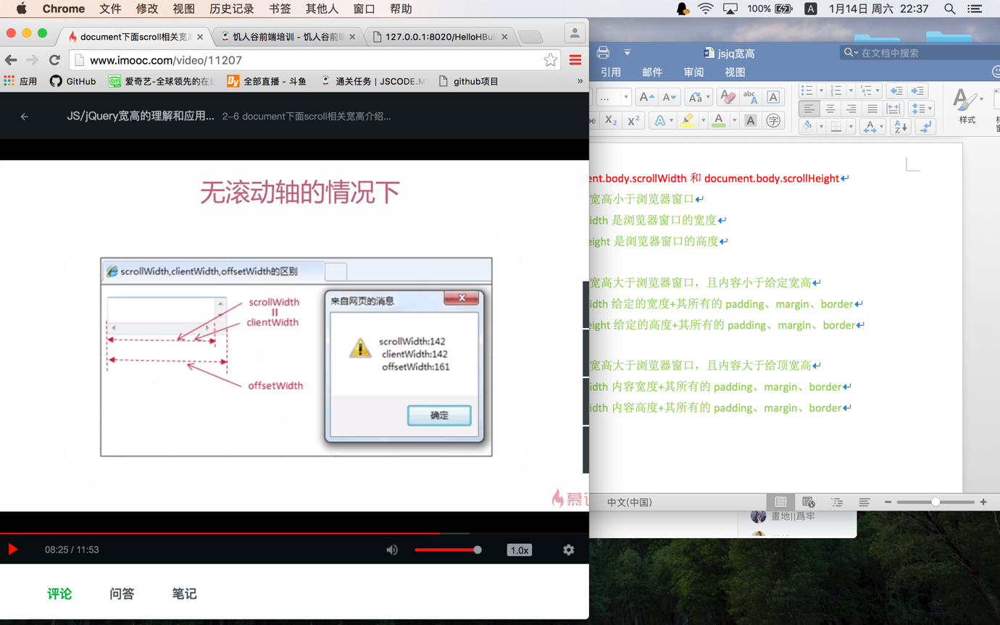 Chrome 文件 修改 视图 历史记录 书签 其他人 窗口 帮助 100% A 1月14日 周六 22:37
document下面scroll相关宽高 饥人谷前端培训 - 饥人谷前端 127.0.0.1:8020/HelloHBui
www.imooc.com/video/11207
应用 GitHub 爱奇艺-全球领先的在线 全部直播 - 斗鱼 通关任务 | JSCODE.M github项目 »
JS/jQuery宽高的理解和应用... 2–6 document下面scroll相关宽高介绍...
无滚动轴的情况下
scrollWidth,clientWidth,offsetWidth的区别
scrollWidth
=
clientWidth
offsetWidth
来自网页的消息
scrollWidth:142
clientWidth:142
offsetWidth:161
确定
慕
08:25 / 11:53 1.0x
评论 问答 笔记
jsjq宽高 在文档中搜索
引用 邮件 审阅 视图
样式
ent.body.scrollWidth 和 document.body.scrollHeight
宽高小于浏览器窗口
idth 是浏览器窗口的宽度
eight 是浏览器窗口的高度
宽高大于浏览器窗口，且内容小于给定宽高
idth 给定的宽度+其所有的 padding、margin、border
eight 给定的高度+其所有的 padding、margin、border
宽高大于浏览器窗口，且内容大于给顶宽高
idth 内容宽度+其所有的 padding、margin、border
idth 内容高度+其所有的 padding、margin、border
中文(中国)
畫地||爲牢